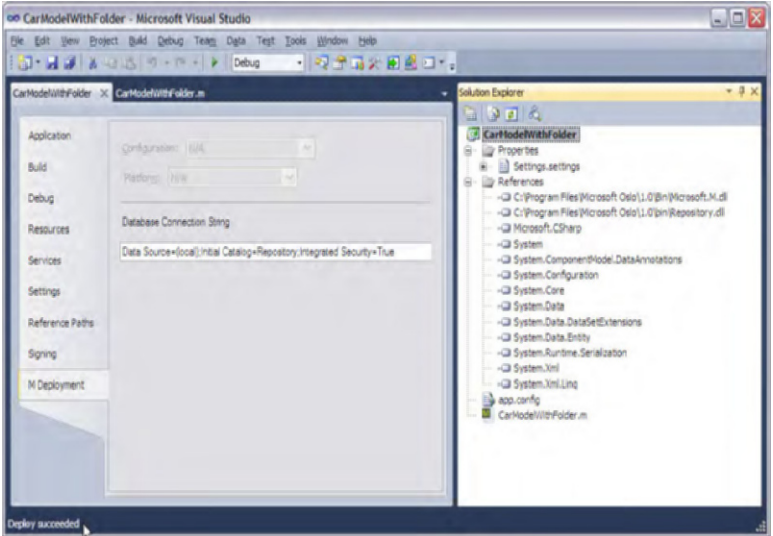 CarModelWithFolder - Microsoft Visual Studio
File Edit View Project Build Debug Team Data Test Tools Window Help
Debug
CarModelWithFolder X CarModelWithFolder.m
Application
Build
Debug
Resources
Services
Settings
Reference Paths
Signing
M Deployment
Configuration: N/A
Platform: N/A
Database Connection String
Data Source=(local);Initial Catalog=Repository;Integrated Security=True
Solution Explorer
CarModelWithFolder
Properties
Settings.settings
References
C:\Program Files\Microsoft Oslo\1.0\Bin\Microsoft.M.dll
C:\Program Files\Microsoft Oslo\1.0\bin\Repository.dll
Microsoft.CSharp
System
System.ComponentModel.DataAnnotations
System.Configuration
System.Core
System.Data
System.Data.DataSetExtensions
System.Data.Entity
System.Runtime.Serialization
System.Xml
System.Xml.Linq
app.config
CarModelWithFolder.m
Deploy succeeded